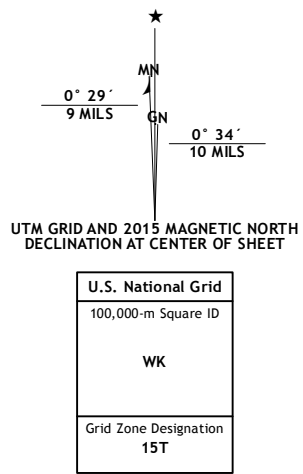 ★
MN
0° 29´
9 MILS
GN
0° 34´
10 MILS
UTM GRID AND 2015 MAGNETIC NORTH
DECLINATION AT CENTER OF SHEET
U.S. National Grid
100,000-m Square ID
WK
Grid Zone Designation
15T